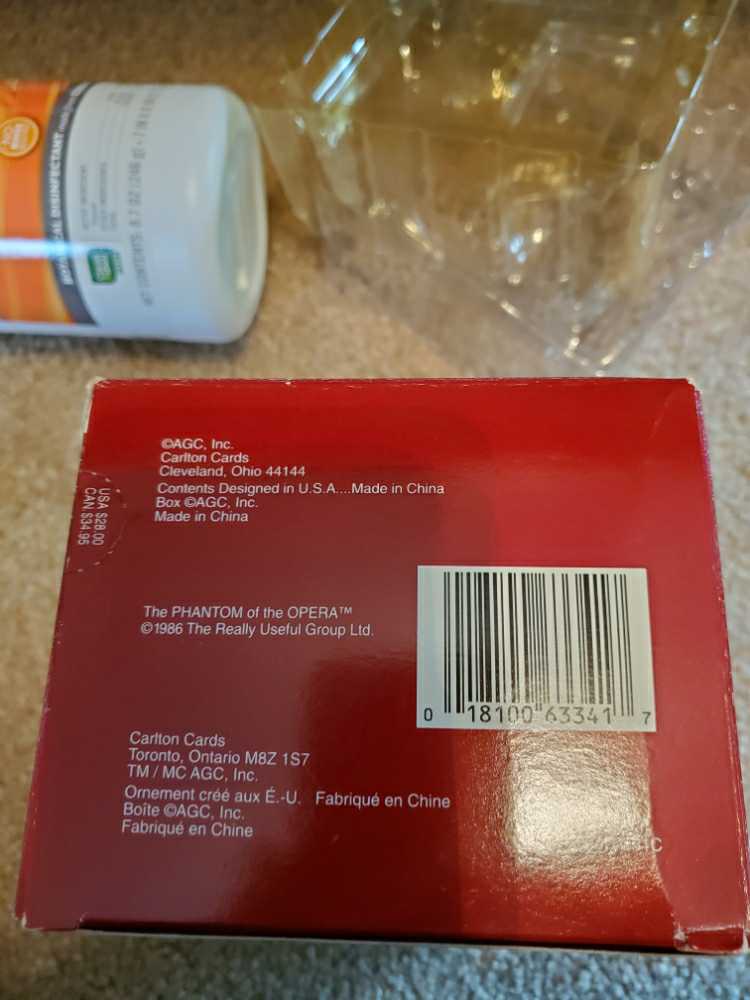 DISINFECTANT
©AGC, Inc.
Carlton Cards
Cleveland, Ohio 44144
Contents Designed in U.S.A....Made in China
Box ©AGC, Inc.
Made in China
USA $28.00
CAN $34.95
The PHANTOM of the OPERA™
©1986 The Really Useful Group Ltd.
0 18100 63341 7
Carlton Cards
Toronto, Ontario M8Z 1S7
TM / MC AGC, Inc.
Ornement créé aux É.-U. Fabriqué en Chine
Boîte ©AGC, Inc.
Fabriqué en Chine